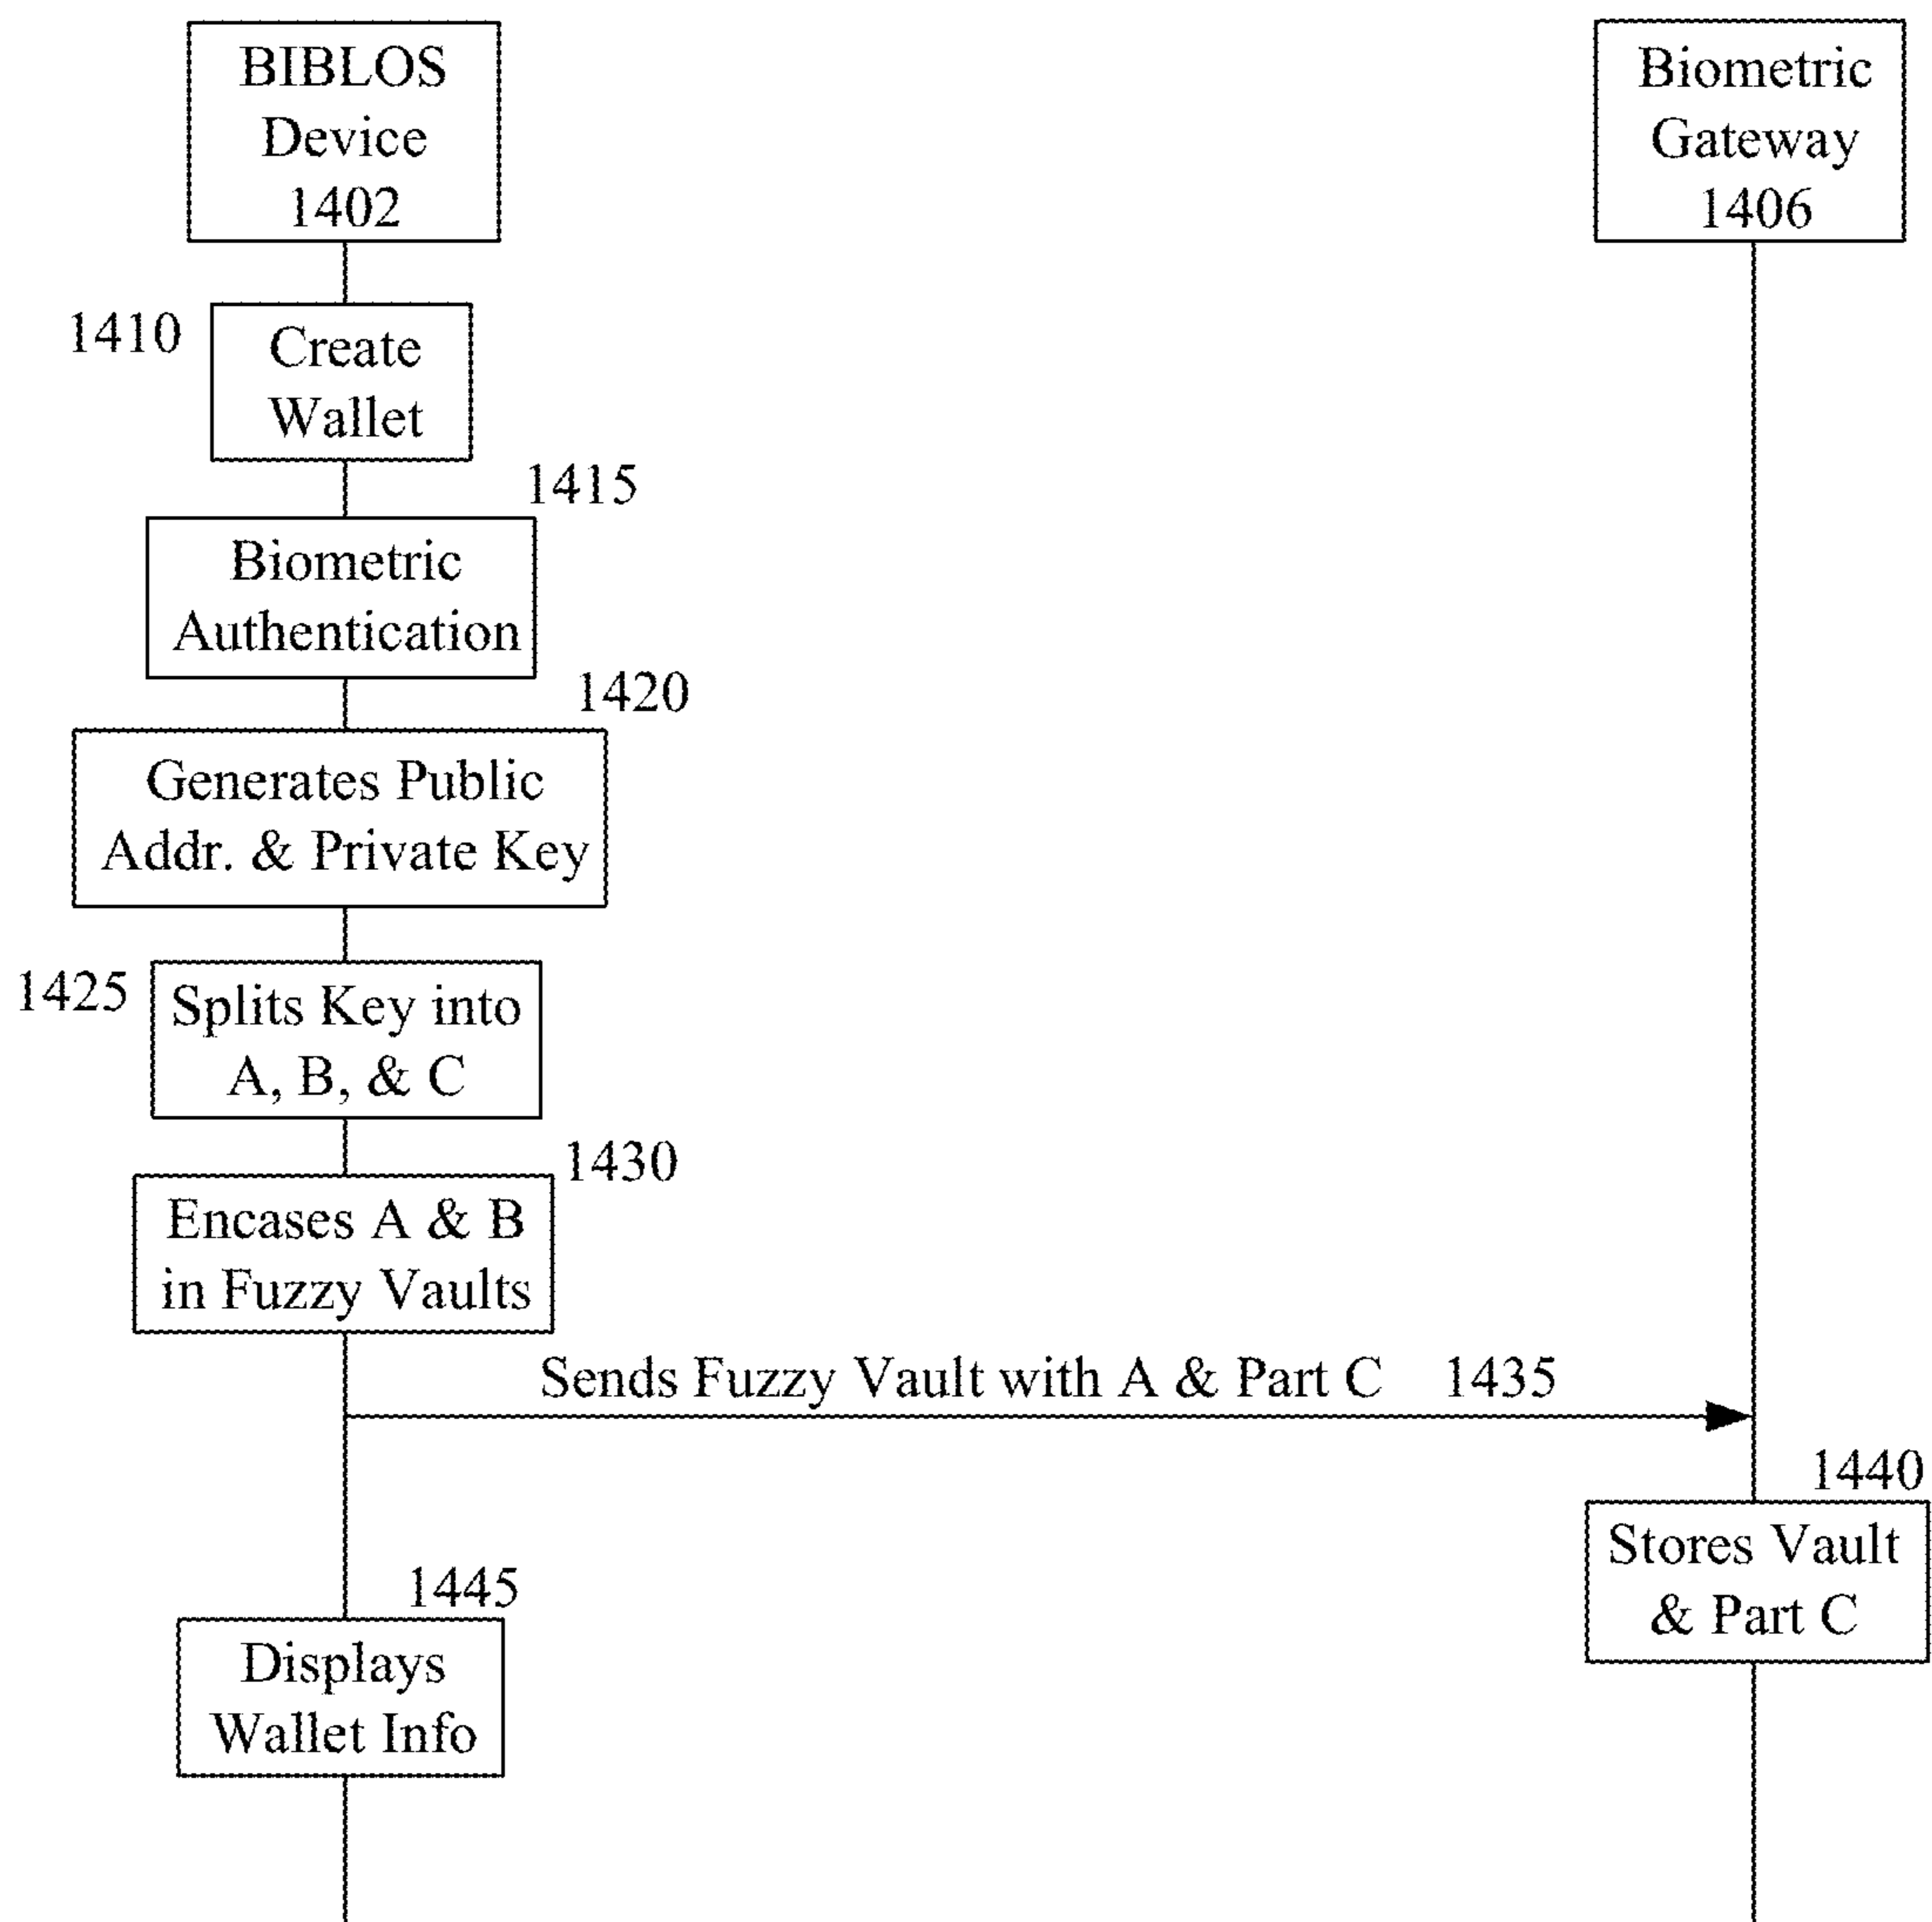 BIBLOS
Device
1402
Biometric
Gateway
1406
1410
Create
Wallet
1415
Biometric
Authentication
1420
Generates Public
Addr. & Private Key
1425
Splits Key into
A, B, & C
1430
Encases A & B
in Fuzzy Vaults
Sends Fuzzy Vault with A & Part C 1435
1440
Stores Vault
& Part C
1445
Displays
Wallet Info